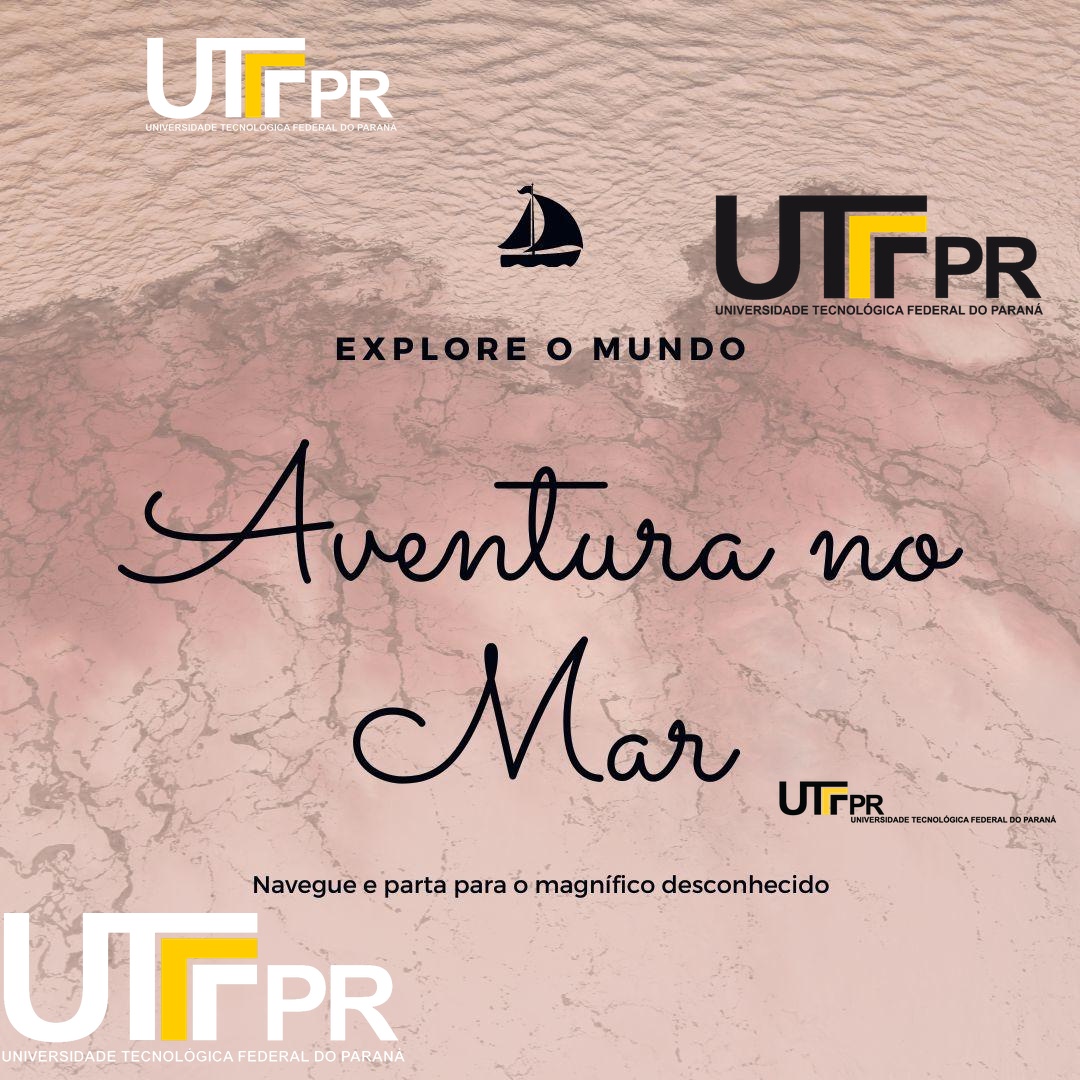 UTFPR
UNIVERSIDADE TECNOLÓGICA FEDERAL DO PARANÁ
UTFPR
UNIVERSIDADE TECNOLÓGICA FEDERAL DO PARANÁ
EXPLORE O MUNDO
Aventura no
Mar
UTFPR
UNIVERSIDADE TECNOLÓGICA FEDERAL DO PARANÁ
Navegue e parta para o magnífico desconhecido
UTFPR
UNIVERSIDADE TECNOLÓGICA FEDERAL DO PARANÁ